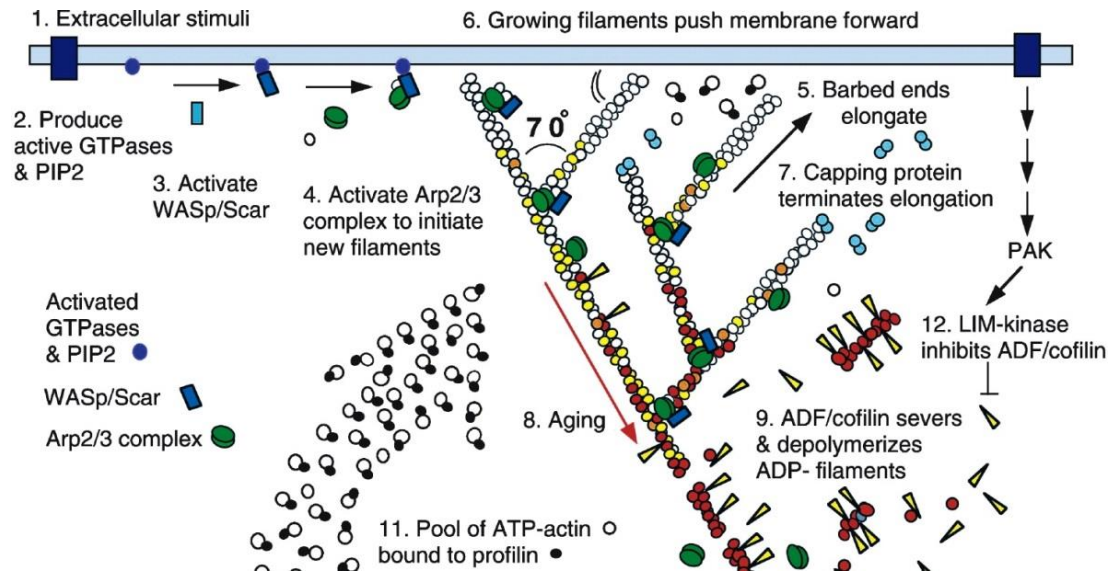 1. Extracellular stimuli
6. Growing filaments push membrane forward
2. Produce
active GTPases
& PIP2
3. Activate
WASp/Scar
4. Activate Arp2/3
complex to initiate
new filaments
70°
5. Barbed ends
elongate
7. Capping protein
terminates elongation
PAK
12. LIM-kinase
inhibits ADF/cofilin
Activated
GTPases
& PIP2
WASp/Scar
Arp2/3 complex
8. Aging
9. ADF/cofilin severs
& depolymerizes
ADP- filaments
11. Pool of ATP-actin
bound to profilin